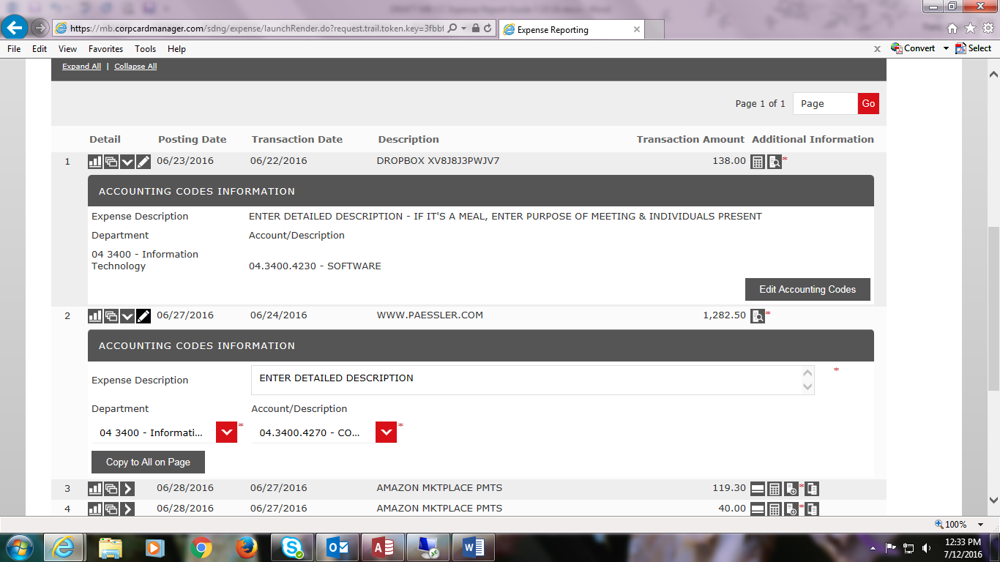 https://mb.corpcardmanager.com/sdng/expense/launchRender.do?request.trail.token.key=3fbbf
Expense Reporting
File Edit View Favorites Tools Help
Convert Select
Expand All | Collapse All
Page 1 of 1 Page Go
Detail Posting Date Transaction Date Description Transaction Amount Additional Information
1 06/23/2016 06/22/2016 DROPBOX XV8J8J3PWJV7 138.00 *
ACCOUNTING CODES INFORMATION
Expense Description ENTER DETAILED DESCRIPTION - IF IT'S A MEAL, ENTER PURPOSE OF MEETING & INDIVIDUALS PRESENT
Department Account/Description
04 3400 - Information
Technology 04.3400.4230 - SOFTWARE
Edit Accounting Codes
2 06/27/2016 06/24/2016 WWW.PAESSLER.COM 1,282.50 *
ACCOUNTING CODES INFORMATION
Expense Description ENTER DETAILED DESCRIPTION *
Department Account/Description
04 3400 - Informati... * 04.3400.4270 - CO... *
Copy to All on Page
3 06/28/2016 06/27/2016 AMAZON MKTPLACE PMTS 119.30 *
4 06/28/2016 06/27/2016 AMAZON MKTPLACE PMTS 40.00 *
100%
12:33 PM
7/12/2016